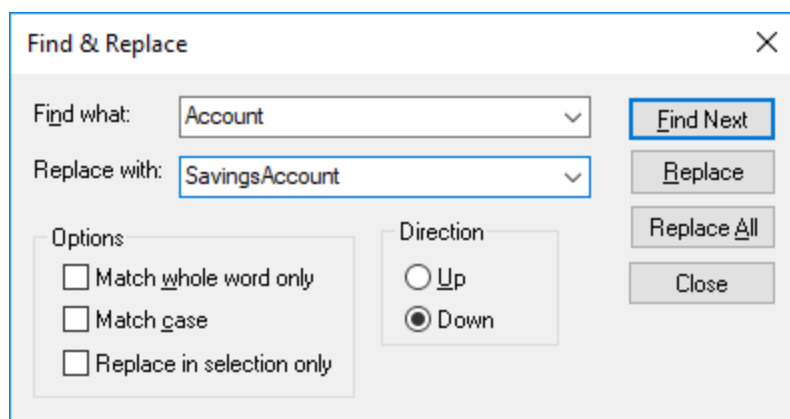 Find & Replace
Find what: Account Find Next
Replace with: SavingsAccount Replace
Options Direction Replace All
Match whole word only Up Close
Match case Down
Replace in selection only